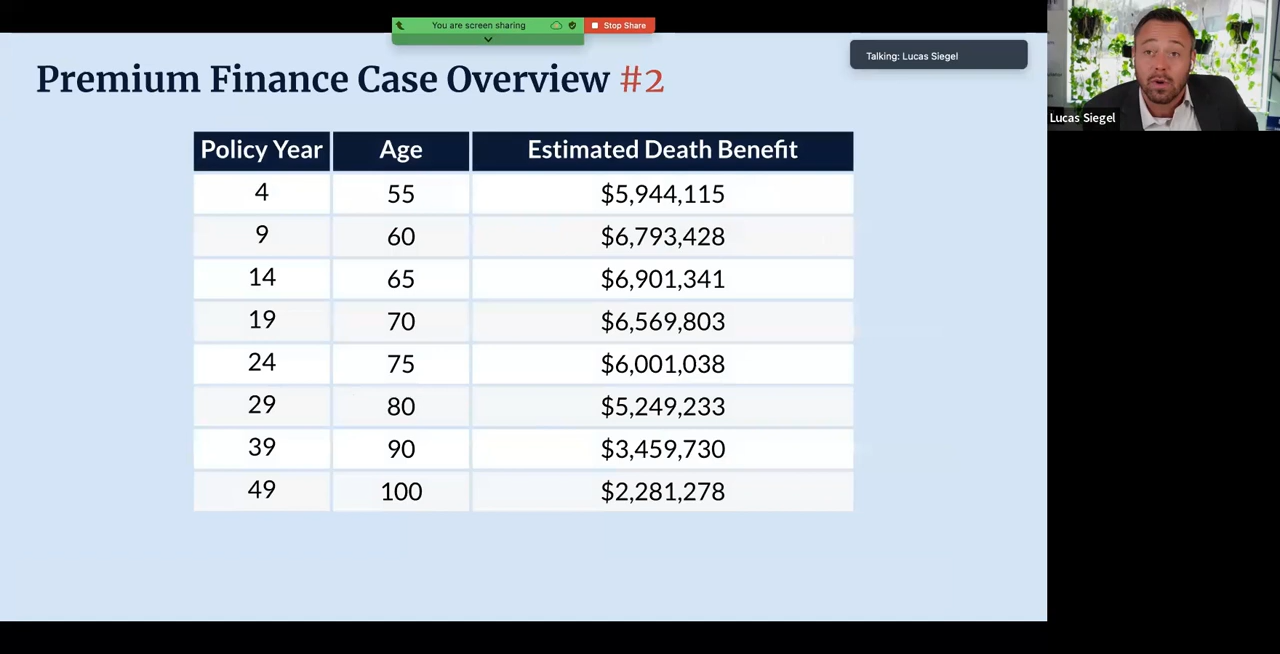 You are screen sharing
Stop Share
Talking: Lucas Siegel
Premium Finance Case Overview #2
Lucas Siegel
Policy Year Age Estimated Death Benefit
4 55 $5,944,115
9 60 $6,793,428
14 65 $6,901,341
19 70 $6,569,803
24 75 $6,001,038
29 80 $5,249,233
39 90 $3,459,730
49 100 $2,281,278